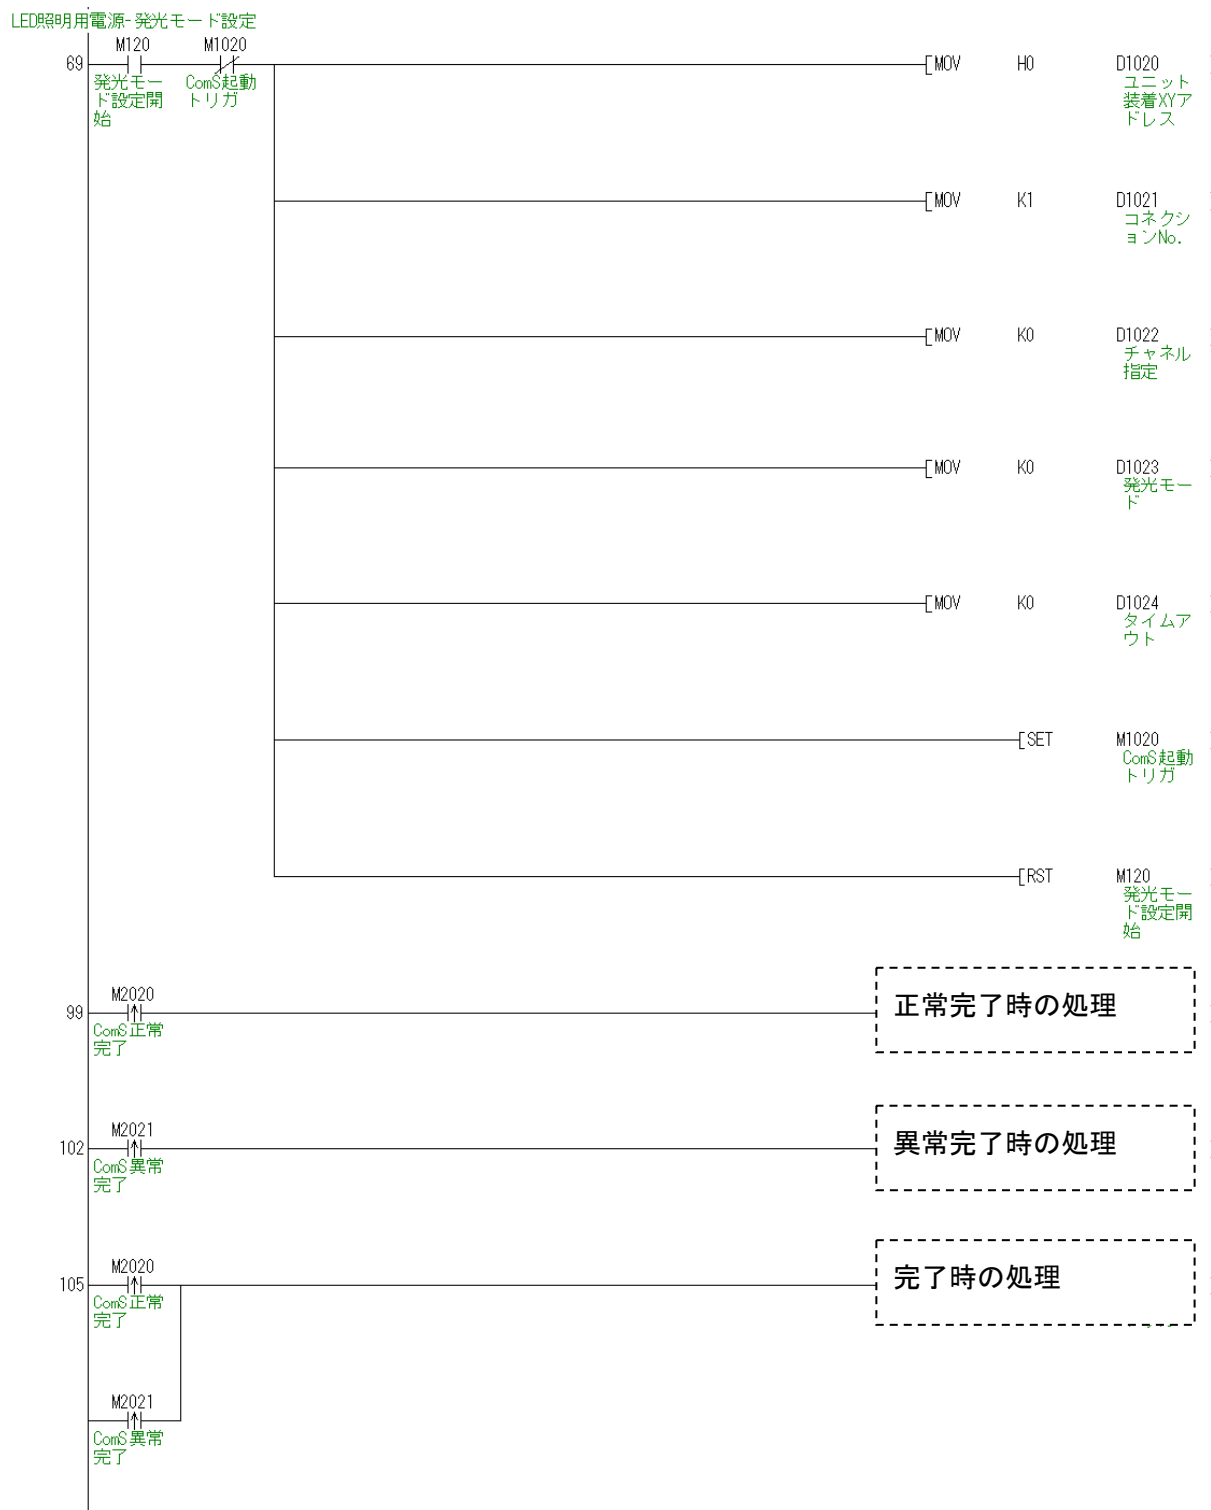 LED照明用電源-発光モード設定
M120 M1020
69 [MOV H0 D1020
発光モー ComS起動 ユニット
ド設定開 トリガ 装着XYア
始 ドレス
[MOV K1 D1021
コネクシ
ョンNo.
[MOV K0 D1022
チャネル
指定
[MOV K0 D1023
発光モー
ド
[MOV K0 D1024
タイムア
ウト
[SET M1020
ComS起動
トリガ
[RST M120
発光モー
ド設定開
始
M2020
99 正常完了時の処理
ComS正常
完了
M2021
102 異常完了時の処理
ComS異常
完了
M2020
105 完了時の処理
ComS正常
完了
M2021
ComS異常
完了